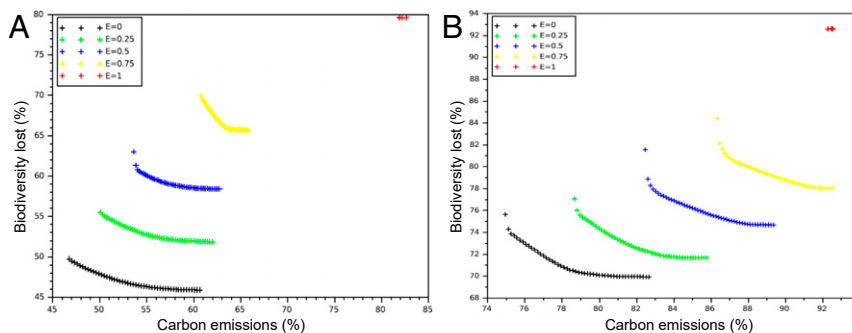 A
80
75
70
65
60
55
50
45
45 50 55 60 65 70 75 80 85
Biodiversity lost (%)
Carbon emissions (%)
E=0
E=0.25
E=0.5
E=0.75
E=1
B
94
92
90
88
86
84
82
80
78
76
74
72
70
68
74 76 78 80 82 84 86 88 90 92
Biodiversity lost (%)
Carbon emissions (%)
E=0
E=0.25
E=0.5
E=0.75
E=1